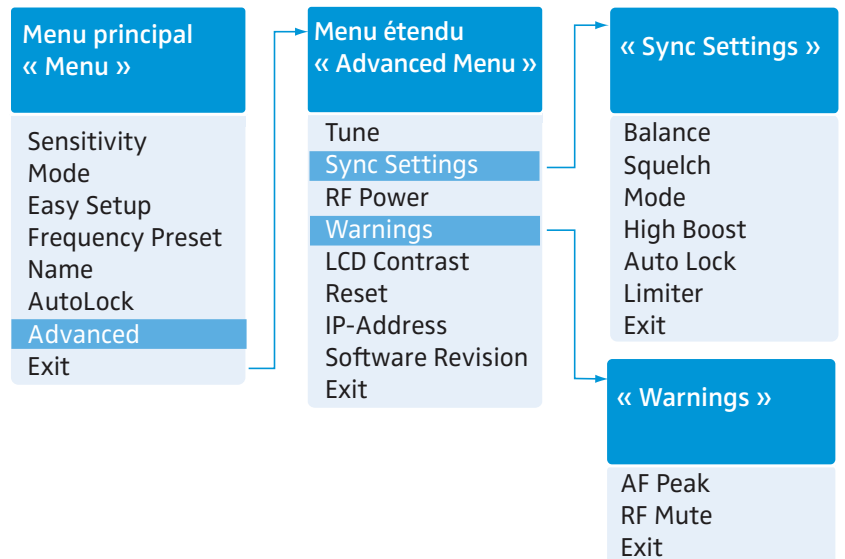 Menu principal
« Menu »
Sensitivity
Mode
Easy Setup
Frequency Preset
Name
AutoLock
Advanced
Exit
Menu étendu
« Advanced Menu »
Tune
Sync Settings
RF Power
Warnings
LCD Contrast
Reset
IP-Address
Software Revision
Exit
« Sync Settings »
Balance
Squelch
Mode
High Boost
Auto Lock
Limiter
Exit
« Warnings »
AF Peak
RF Mute
Exit